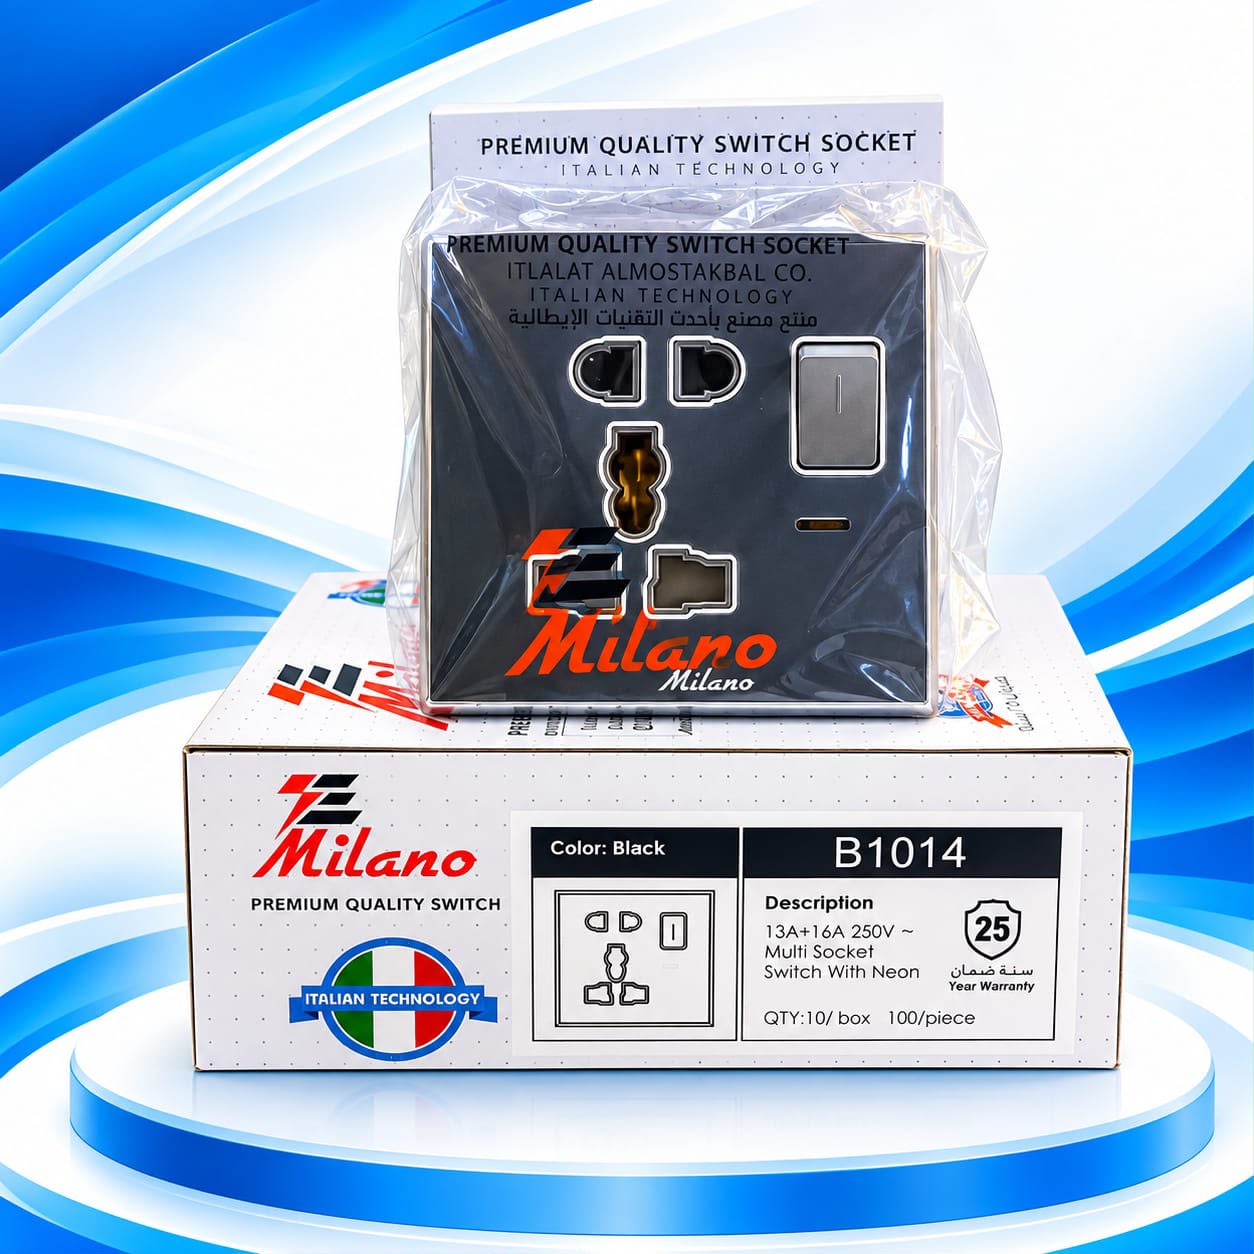 PREMIUM QUALITY SWITCH SOCKET
ITALIAN TECHNOLOGY
PREMIUM QUALITY SWITCH SOCKET
ITLALAT ALMOSTAKBAL CO.
ITALIAN TECHNOLOGY
منتج مصنع بأحدث التقنيات الإيطالية
Milano
Milano
Milano
PREMIUM QUALITY SWITCH
ITALIAN TECHNOLOGY
Color: Black
B1014
Description
13A+16A 250V ~
Multi Socket
Switch With Neon
25
سنة ضمان
Year Warranty
QTY:10/ box 100/piece